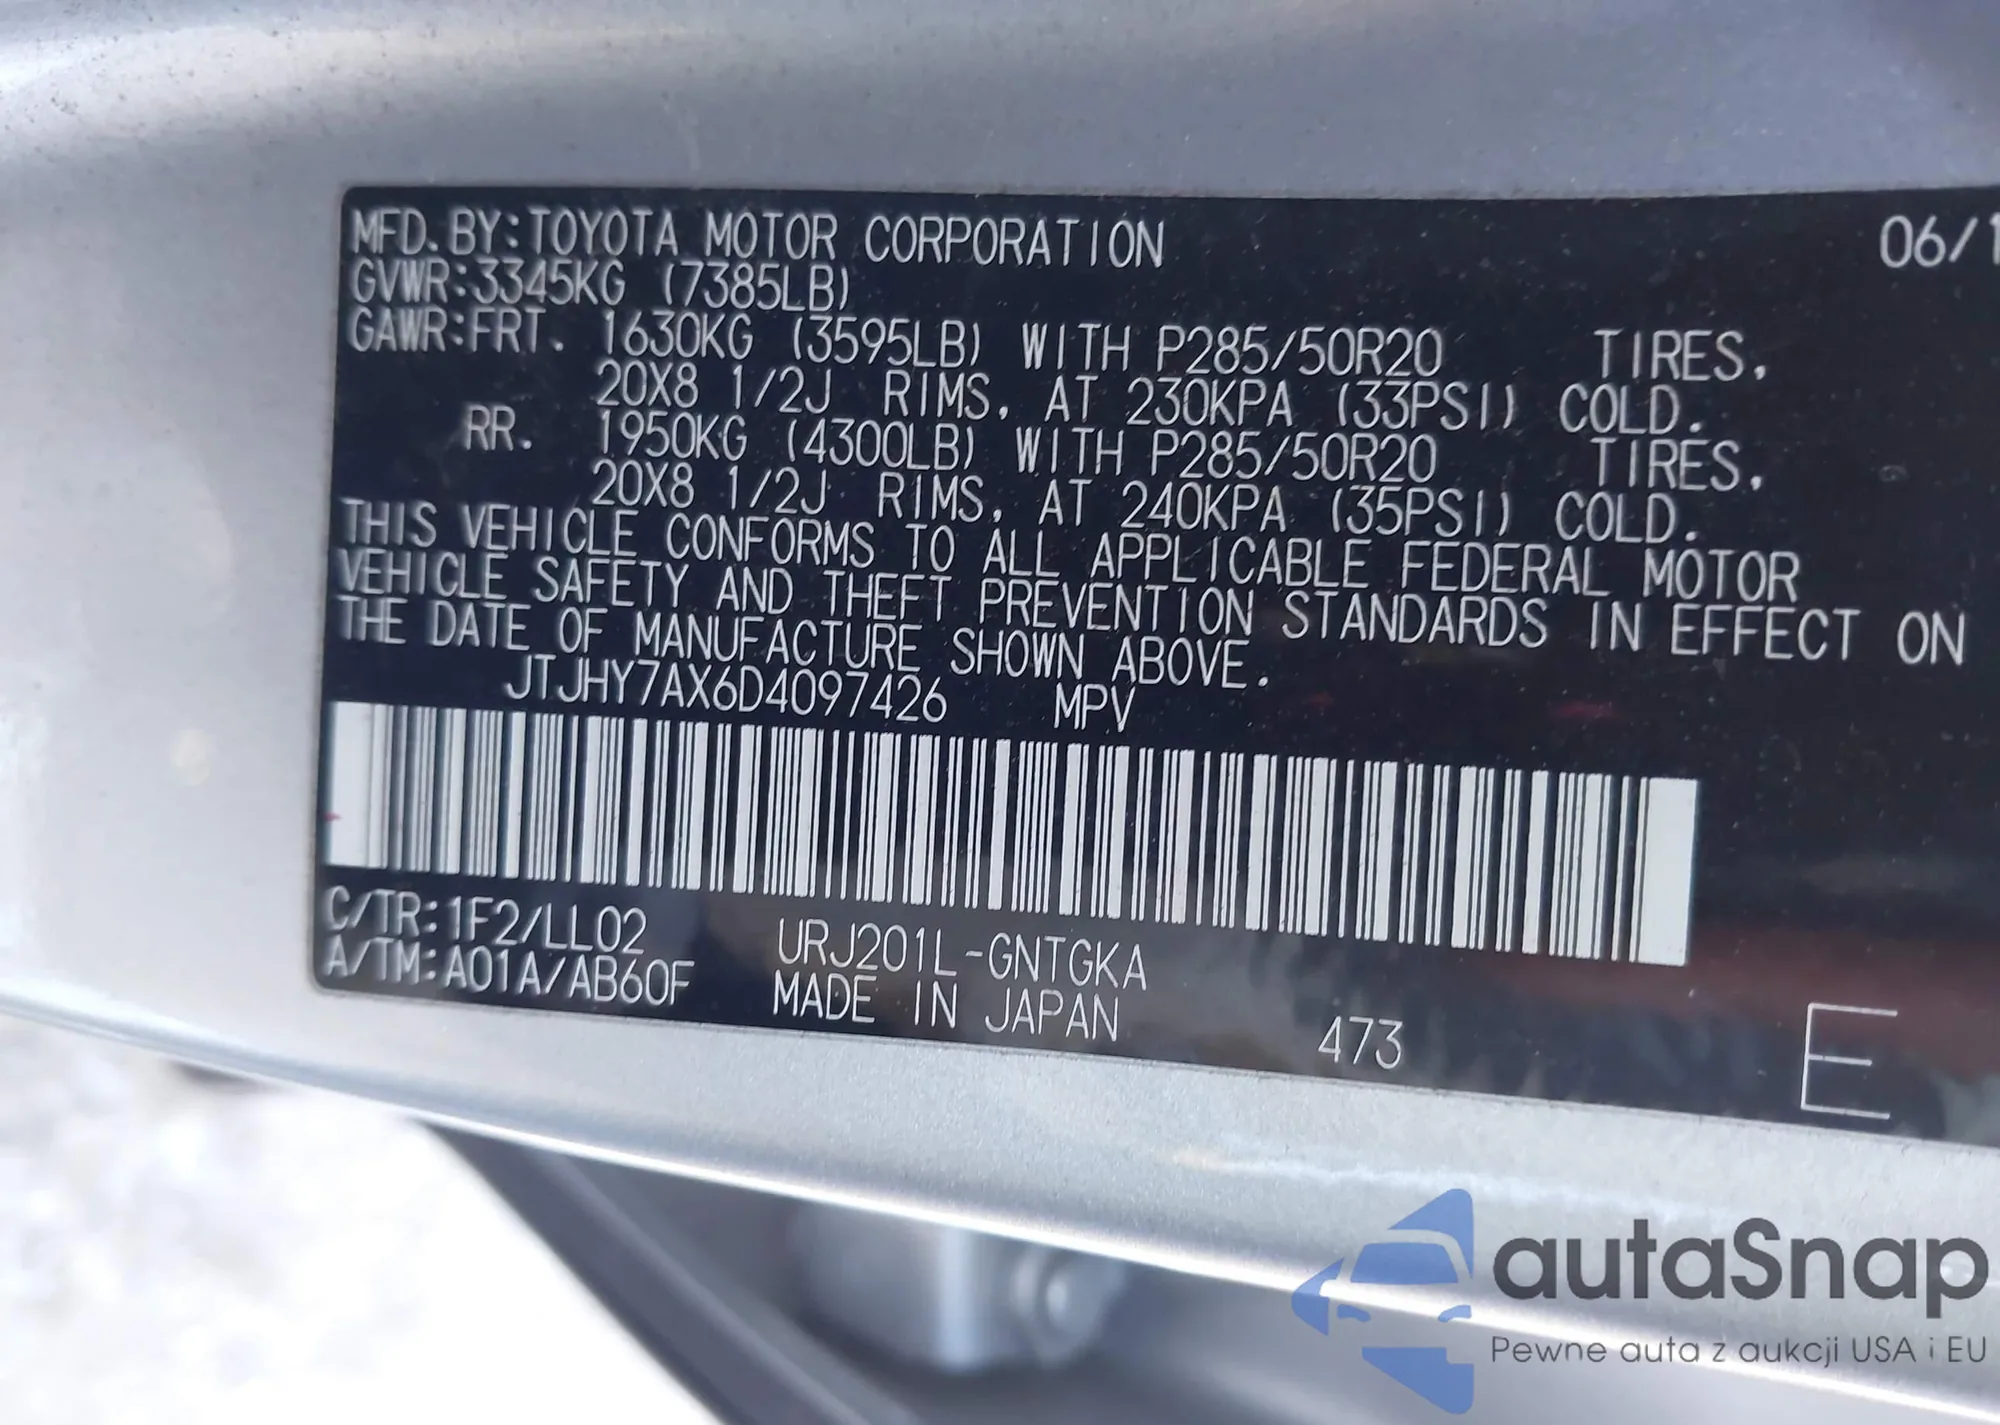 MFD. BY: TOYOTA MOTOR CORPORATION 06/1
GVWR: 3345KG (7385LB)
GAWR: FRT. 1630KG (3595LB) WITH P285/50R20 TIRES,
20X8 1/2J RIMS, AT 230KPA (33PSI) COLD.
RR. 1950KG (4300LB) WITH P285/50R20 TIRES,
20X8 1/2J RIMS, AT 240KPA (35PSI) COLD.
THIS VEHICLE CONFORMS TO ALL APPLICABLE FEDERAL MOTOR
VEHICLE SAFETY AND THEFT PREVENTION STANDARDS IN EFFECT ON
THE DATE OF MANUFACTURE SHOWN ABOVE.
JTJHY7AX6D4097426 MPV
C/TR: 1F2/LL02 URJ201L-GNTGKA
A/TM: A01A/AB60F MADE IN JAPAN 473 E
autaSnap
Pewne auta z aukcji USA i EU